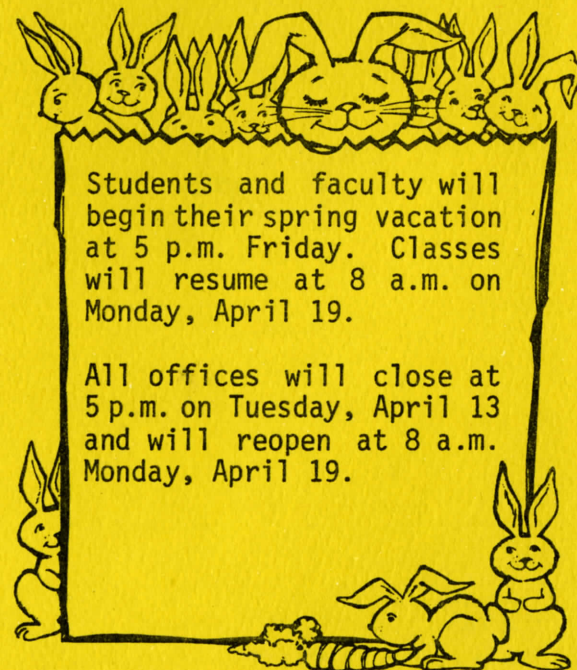 Students and faculty will
begin their spring vacation
at 5 p.m. Friday. Classes
will resume at 8 a.m. on
Monday, April 19.
All offices will close at
5 p.m. on Tuesday, April 13
and will reopen at 8 a.m.
Monday, April 19.